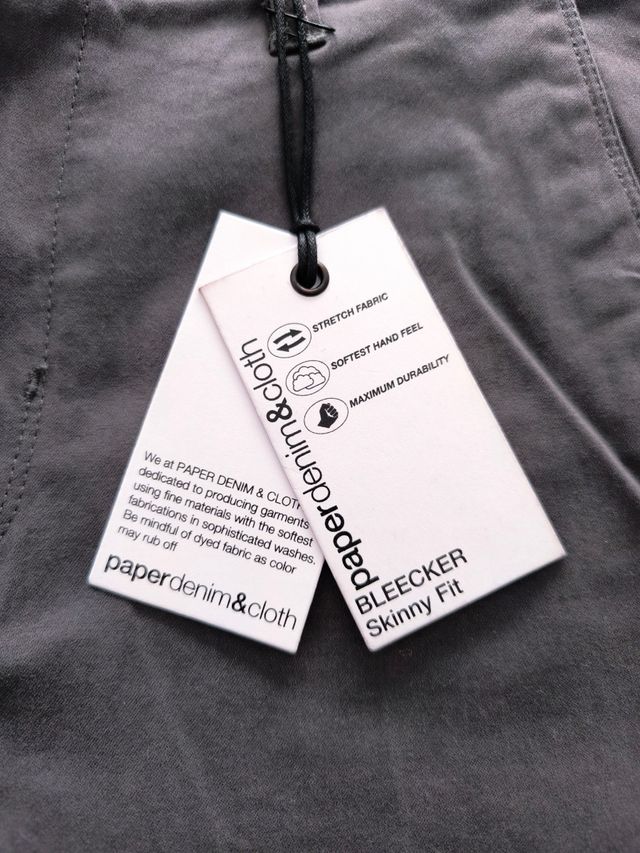 STRETCH FABRIC
SOFTEST HAND FEEL
MAXIMUM DURABILITY
paperdenim&cloth
BLEECKER
Skinny Fit
We at PAPER DENIM & CLOTH
dedicated to producing garments
using fine materials with the softest
fabrications in sophisticated washes.
Be mindful of dyed fabric as color
may rub off
paperdenim&cloth